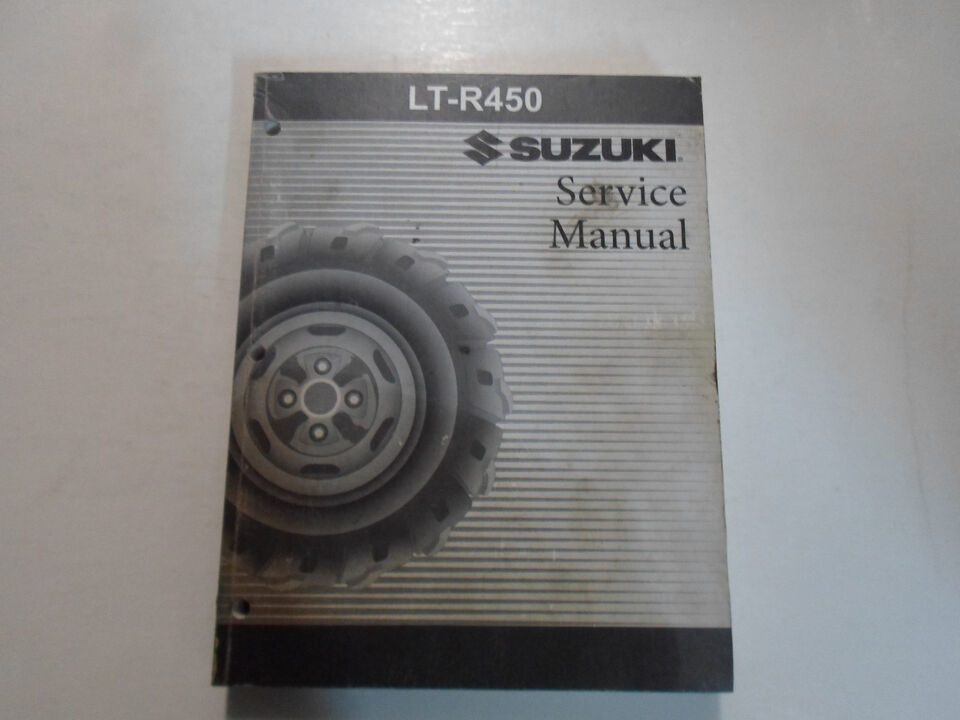 LT-R450
SUZUKI
Service
Manual